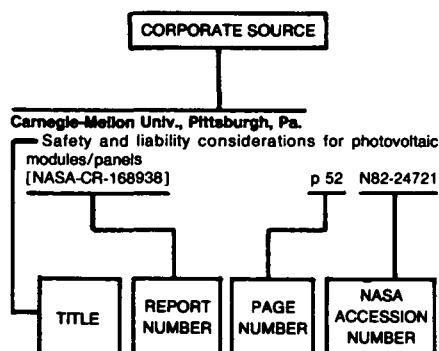 CORPORATE SOURCE
Carnegie-Mellon Univ., Pittsburgh, Pa.
Safety and liability considerations for photovoltaic
modules/panels
[NASA-CR-168938] p 52 N82-24721
TITLE
REPORT
NUMBER
PAGE
NUMBER
NASA
ACCESSION
NUMBER